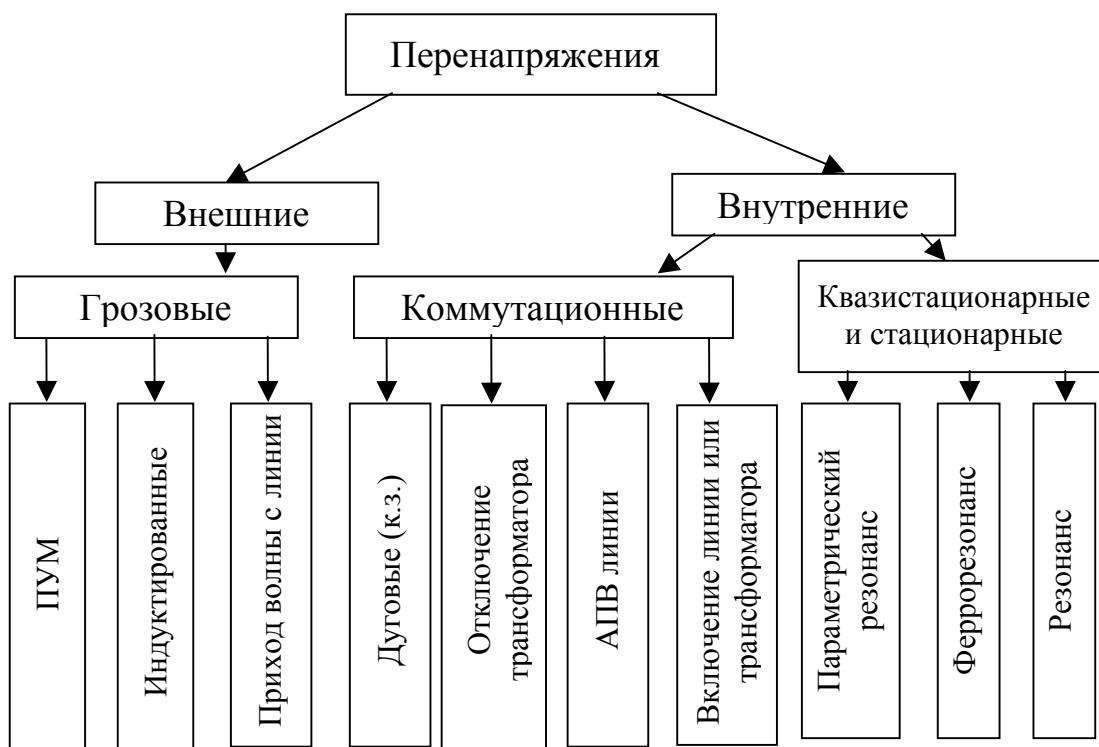 Перенапряжения
Внешние
Внутренние
Грозовые
Коммутационные
Квазистационарные
и стационарные
ПУМ
Индуктированные
Приход волны с линии
Дуговые (к.з.)
Отключение
трансформатора
АПВ линии
Включение линии или
трансформатора
Параметрический
резонанс
Феррорезонанс
Резонанс